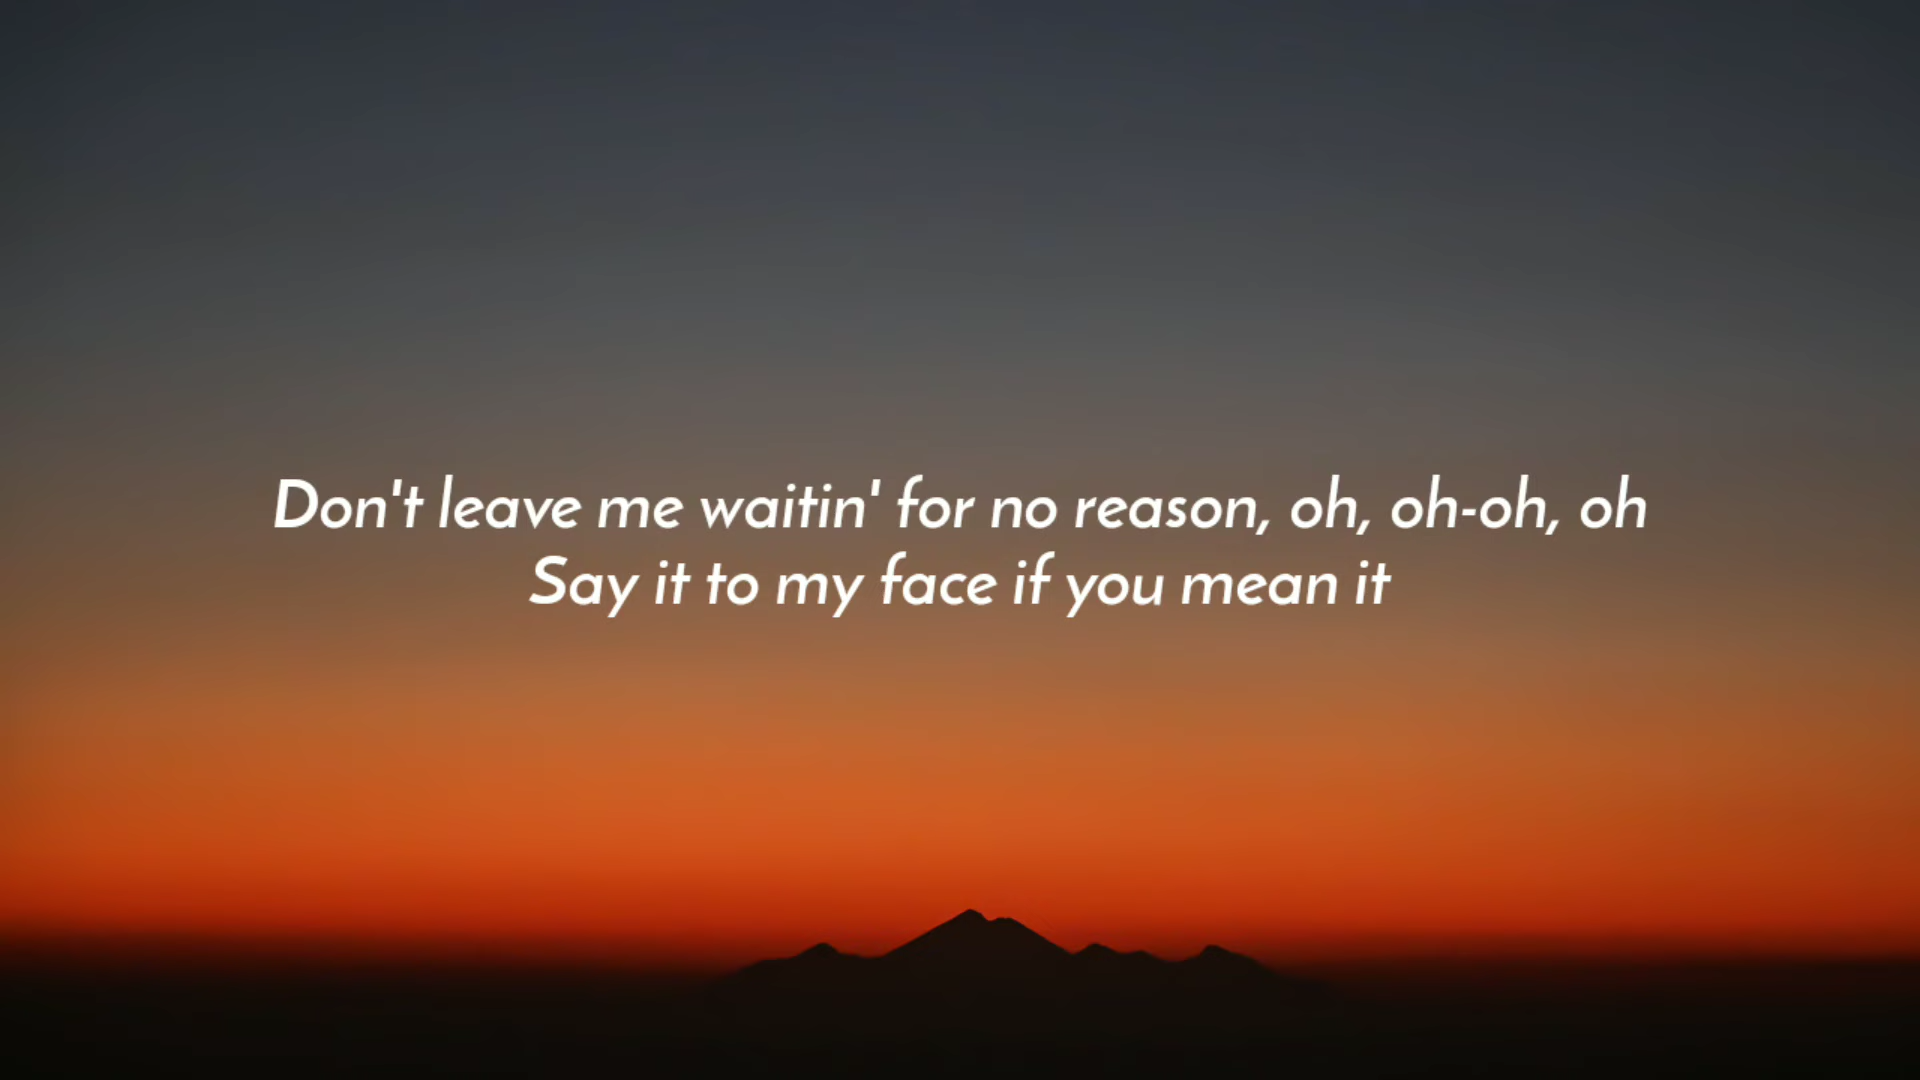 Don't leave me waitin' for no reason, oh, oh-oh, oh
Say it to my face if you mean it